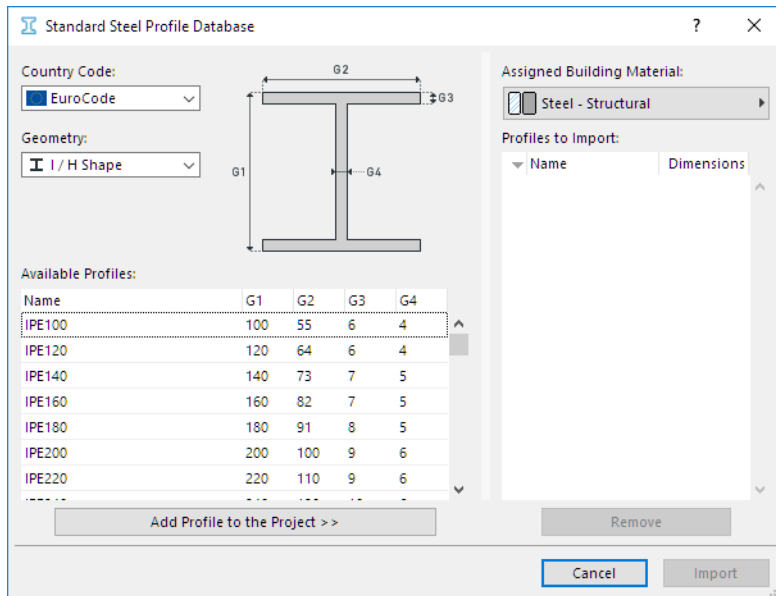 Standard Steel Profile Database
?
Country Code:
EuroCode
Geometry:
I / H Shape
G2
G3
G1
G4
Available Profiles:
Name G1 G2 G3 G4
IPE100 100 55 6 4
IPE120 120 64 6 4
IPE140 140 73 7 5
IPE160 160 82 7 5
IPE180 180 91 8 5
IPE200 200 100 9 6
IPE220 220 110 9 6
Add Profile to the Project >>
Assigned Building Material:
Steel - Structural
Profiles to Import:
Name Dimensions
Remove
Cancel Import